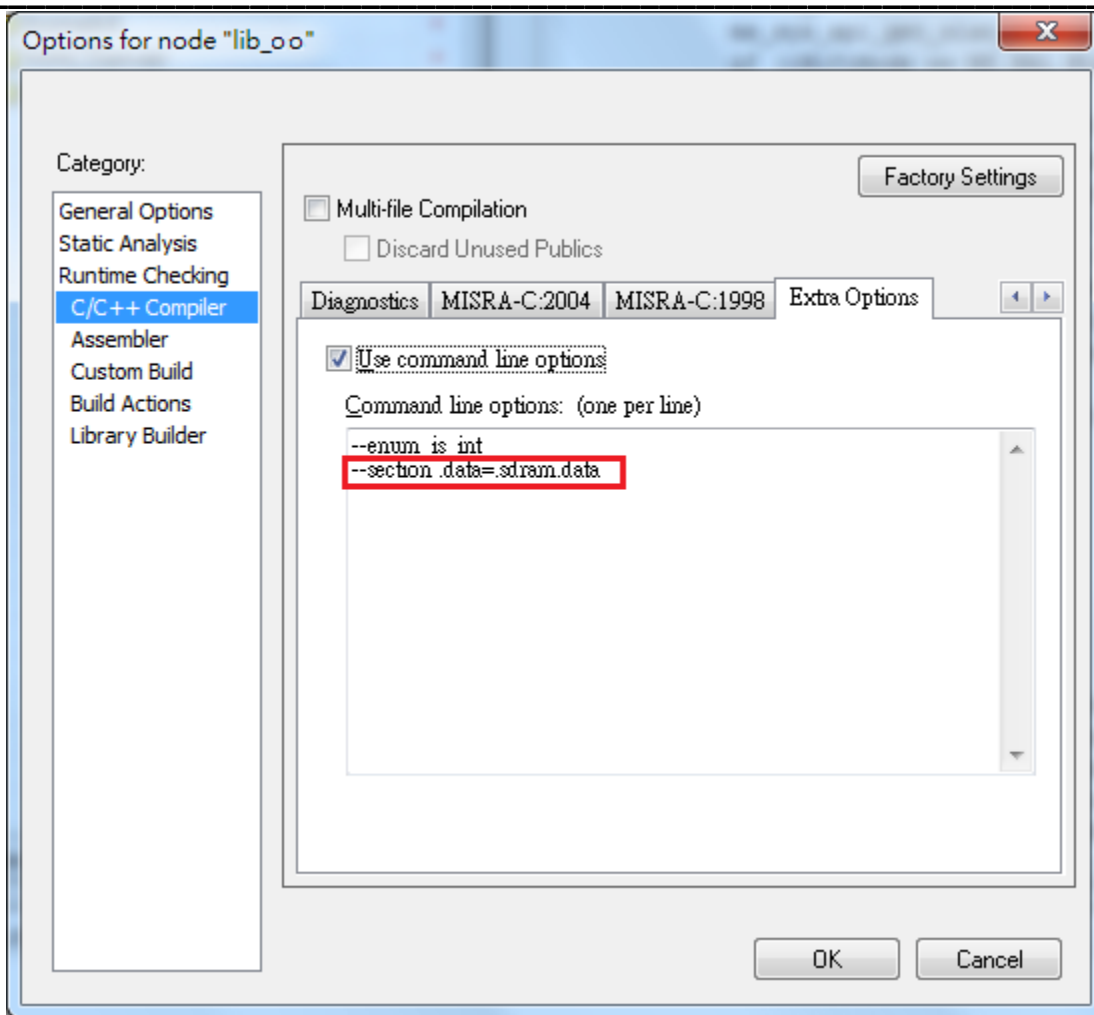 Options for node "lib_oo"
Category:
General Options
Static Analysis
Runtime Checking
C/C++ Compiler
Assembler
Custom Build
Build Actions
Library Builder
Factory Settings
Multi-file Compilation
Discard Unused Publics
Diagnostics MISRA-C:2004 MISRA-C:1998 Extra Options
Use command line options
Command line options: (one per line)
--enum_is_int
--section .data=.sdram.data
OK Cancel